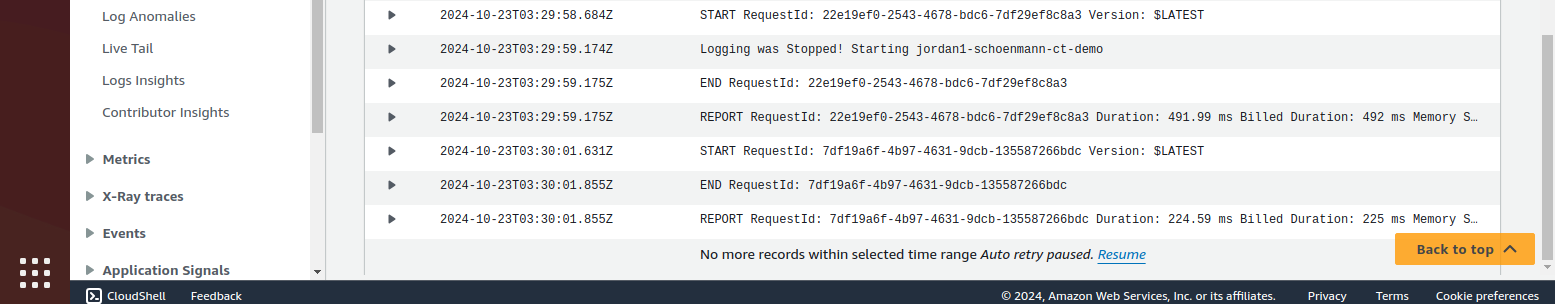 Log Anomalies
Live Tail
Logs Insights
Contributor Insights
Metrics
X-Ray traces
Events
Application Signals
2024-10-23T03:29:58.684Z START RequestId: 22e19ef0-2543-4678-bdc6-7df29ef8c8a3 Version: $LATEST
2024-10-23T03:29:59.174Z Logging was Stopped! Starting jordan1-schoenmann-ct-demo
2024-10-23T03:29:59.175Z END RequestId: 22e19ef0-2543-4678-bdc6-7df29ef8c8a3
2024-10-23T03:29:59.175Z REPORT RequestId: 22e19ef0-2543-4678-bdc6-7df29ef8c8a3 Duration: 491.99 ms Billed Duration: 492 ms Memory S…
2024-10-23T03:30:01.631Z START RequestId: 7df19a6f-4b97-4631-9dcb-135587266bdc Version: $LATEST
2024-10-23T03:30:01.855Z END RequestId: 7df19a6f-4b97-4631-9dcb-135587266bdc
2024-10-23T03:30:01.855Z REPORT RequestId: 7df19a6f-4b97-4631-9dcb-135587266bdc Duration: 224.59 ms Billed Duration: 225 ms Memory S…
No more records within selected time range Auto retry paused. Resume
Back to top
CloudShell Feedback © 2024, Amazon Web Services, Inc. or its affiliates. Privacy Terms Cookie preferences